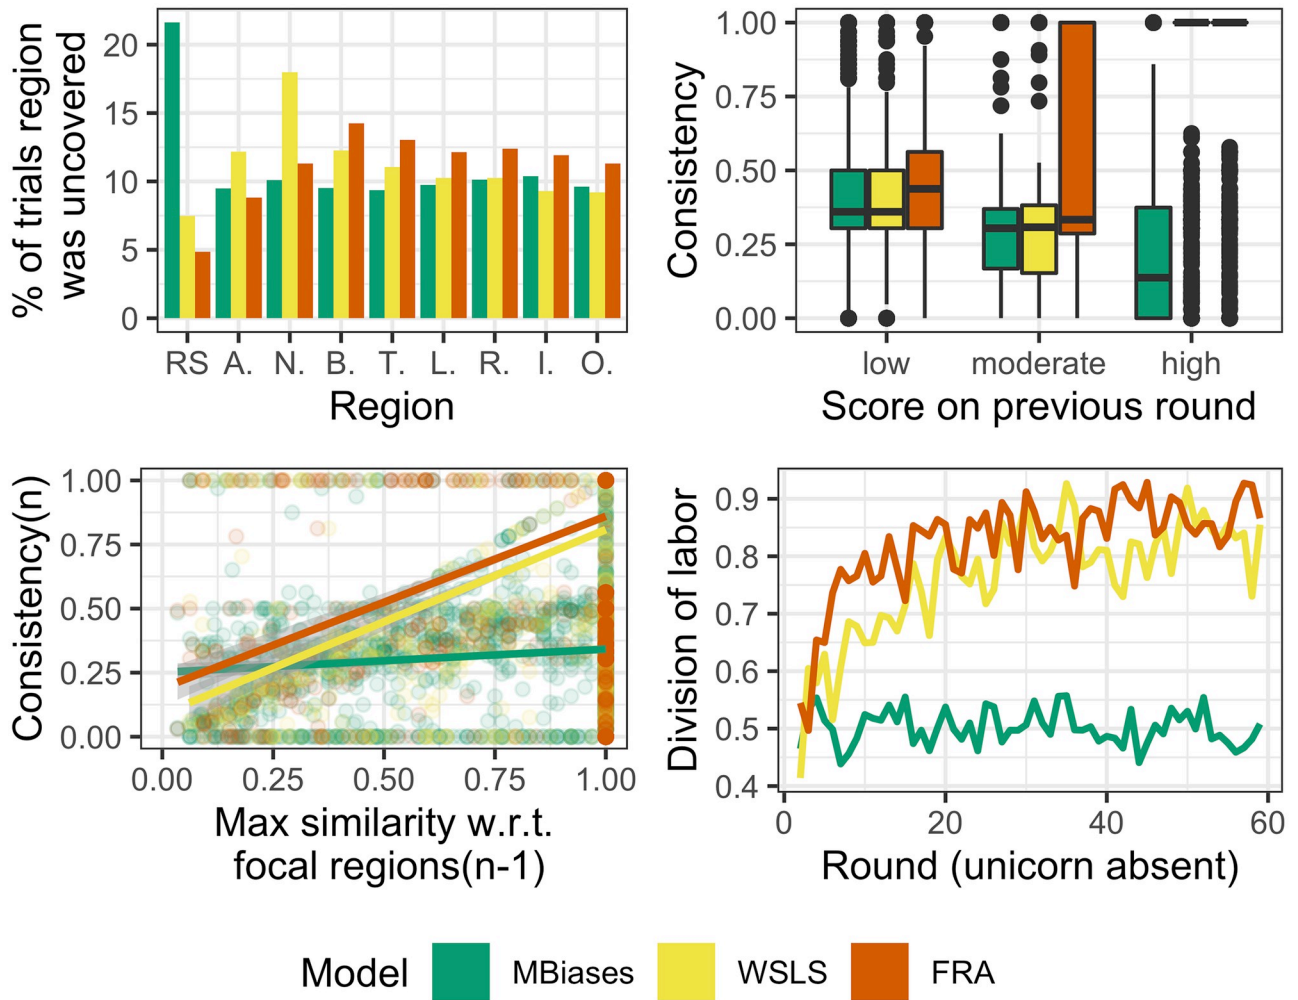 % of trials region
was uncovered
20
15
10
5
0
RS A. N. B. T. L. R. I. O.
Region
Consistency
1.00
0.75
0.50
0.25
0.00
low moderate high
Score on previous round
Consistency(n)
1.00
0.75
0.50
0.25
0.00
0.00 0.25 0.50 0.75 1.00
Max similarity w.r.t.
focal regions(n-1)
Division of labor
0.9
0.8
0.7
0.6
0.5
0.4
0 20 40 60
Round (unicorn absent)
Model MBiases WSLS FRA